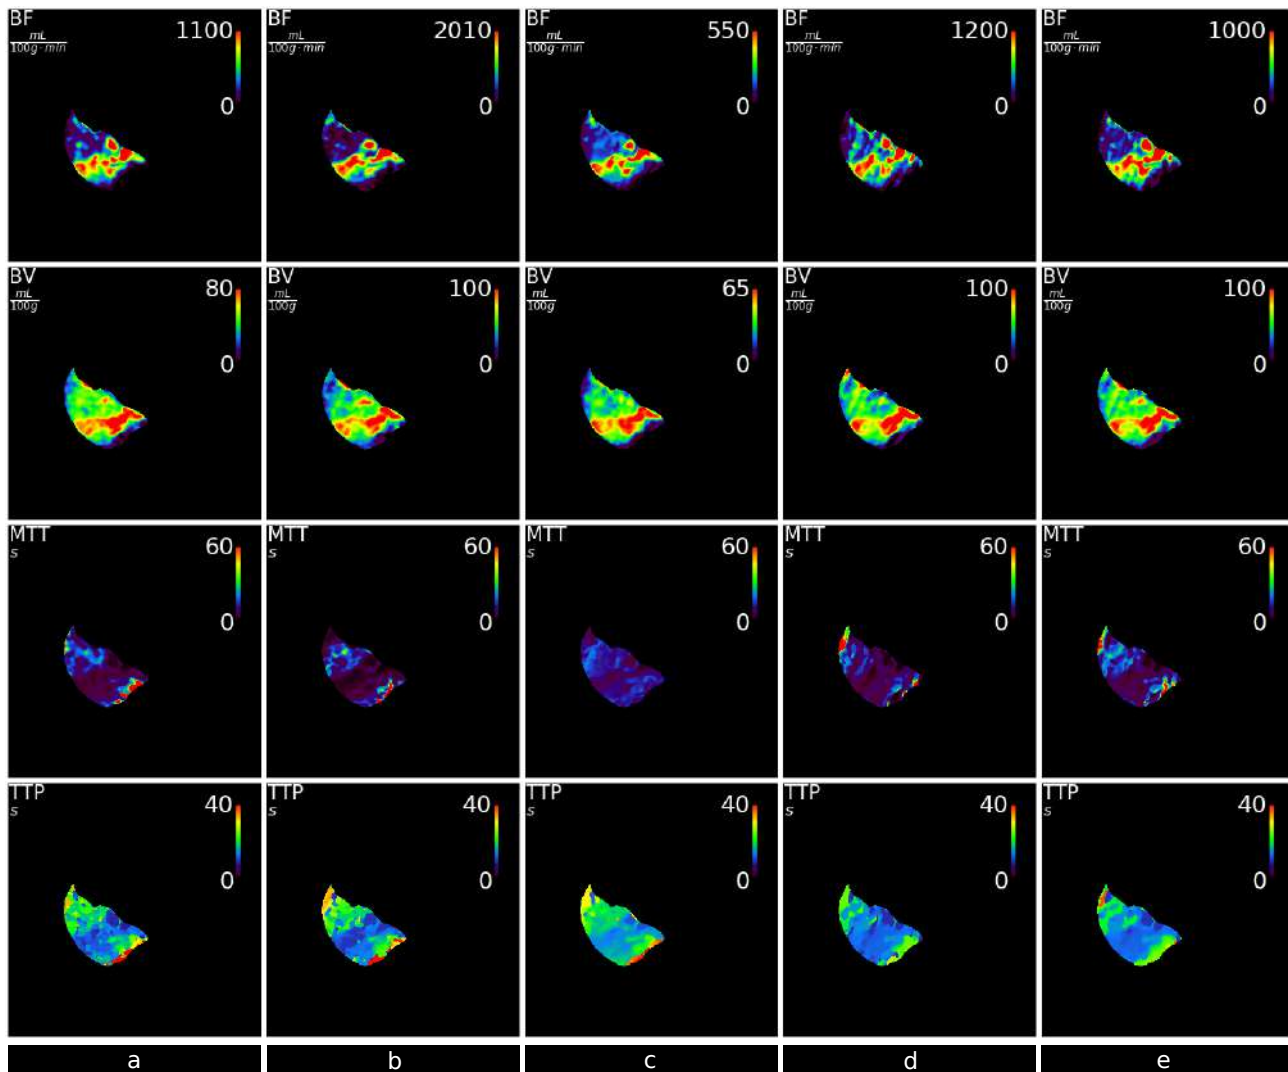 BF mL/100g·min 1100 0
BF mL/100g·min 2010 0
BF mL/100g·min 550 0
BF mL/100g·min 1200 0
BF mL/100g·min 1000 0
BV mL/100g 80 0
BV mL/100g 100 0
BV mL/100g 65 0
BV mL/100g 100 0
BV mL/100g 100 0
MTT s 60 0
MTT s 60 0
MTT s 60 0
MTT s 60 0
MTT s 60 0
TTP s 40 0
TTP s 40 0
TTP s 40 0
TTP s 40 0
TTP s 40 0
a b c d e